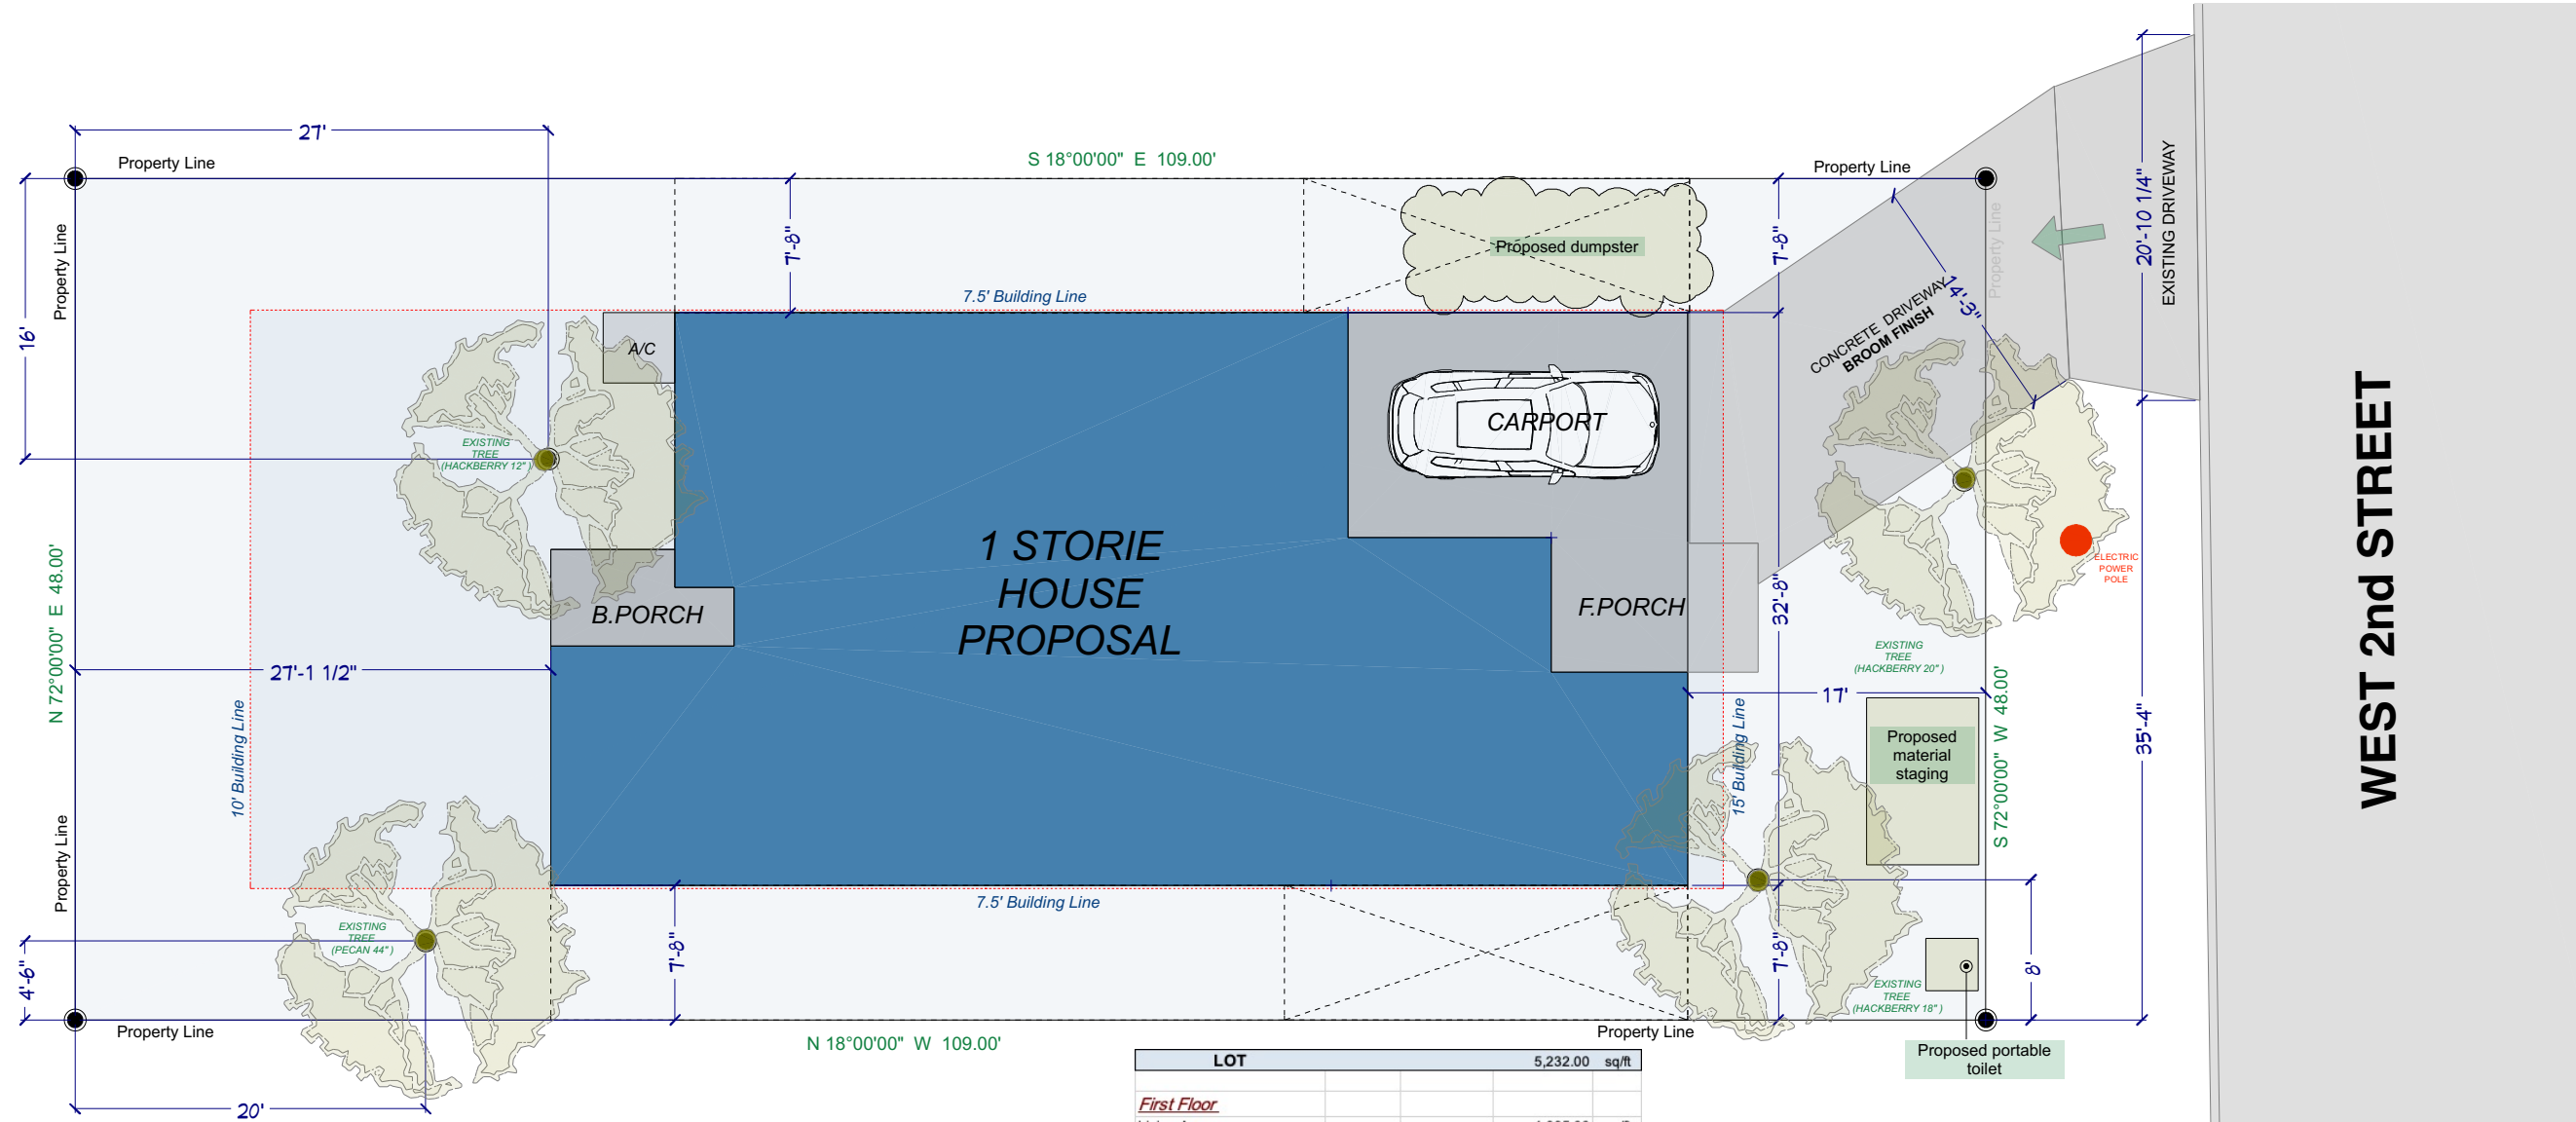 27'
Property Line
S 18°00'00" E 109.00'
Property Line
Property Line
16'
7'-8"
Proposed dumpster
7'-8"
Property Line
20'-10 1/4"
EXISTING DRIVEWAY
7.5' Building Line
14'-3"
CONCRETE DRIVEWAY
BROOM FINISH
A/C
CARPORT
EXISTING
TREE
(HACKBERRY 12")
1 STORIE
HOUSE
PROPOSAL
WEST 2nd STREET
ELECTRIC
POWER
POLE
N 72°00'00" E 48.00'
B.PORCH
F.PORCH
32'-8"
EXISTING
TREE
(HACKBERRY 20")
27'-1 1/2"
17'
10' Building Line
15' Building Line
Proposed
material
staging
S 72°00'00" W 48.00'
35'-4"
Property Line
7.5' Building Line
EXISTING
TREE
(PECAN 44")
4'-6"
7'-8"
7'-8"
8'
EXISTING
TREE
(HACKBERRY 18")
Property Line
N 18°00'00" W 109.00'
Property Line
Proposed portable
toilet
LOT 5,232.00 sq/ft
First Floor
20'